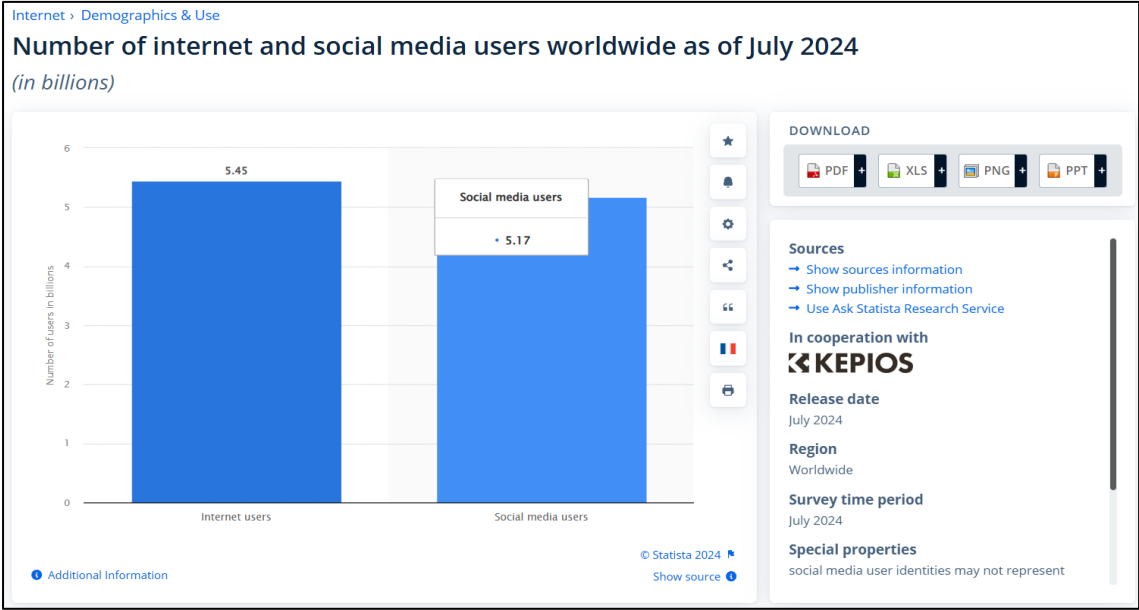 Internet › Demographics & Use
Number of internet and social media users worldwide as of July 2024
(in billions)
6
5
4
3
2
1
0
Number of users in billions
5.45
Social media users
• 5.17
Internet users
Social media users
© Statista 2024
Additional Information
Show source
DOWNLOAD
PDF +
XLS +
PNG +
PPT +
Sources
→ Show sources information
→ Show publisher information
→ Use Ask Statista Research Service
In cooperation with
KEPIOS
Release date
July 2024
Region
Worldwide
Survey time period
July 2024
Special properties
social media user identities may not represent